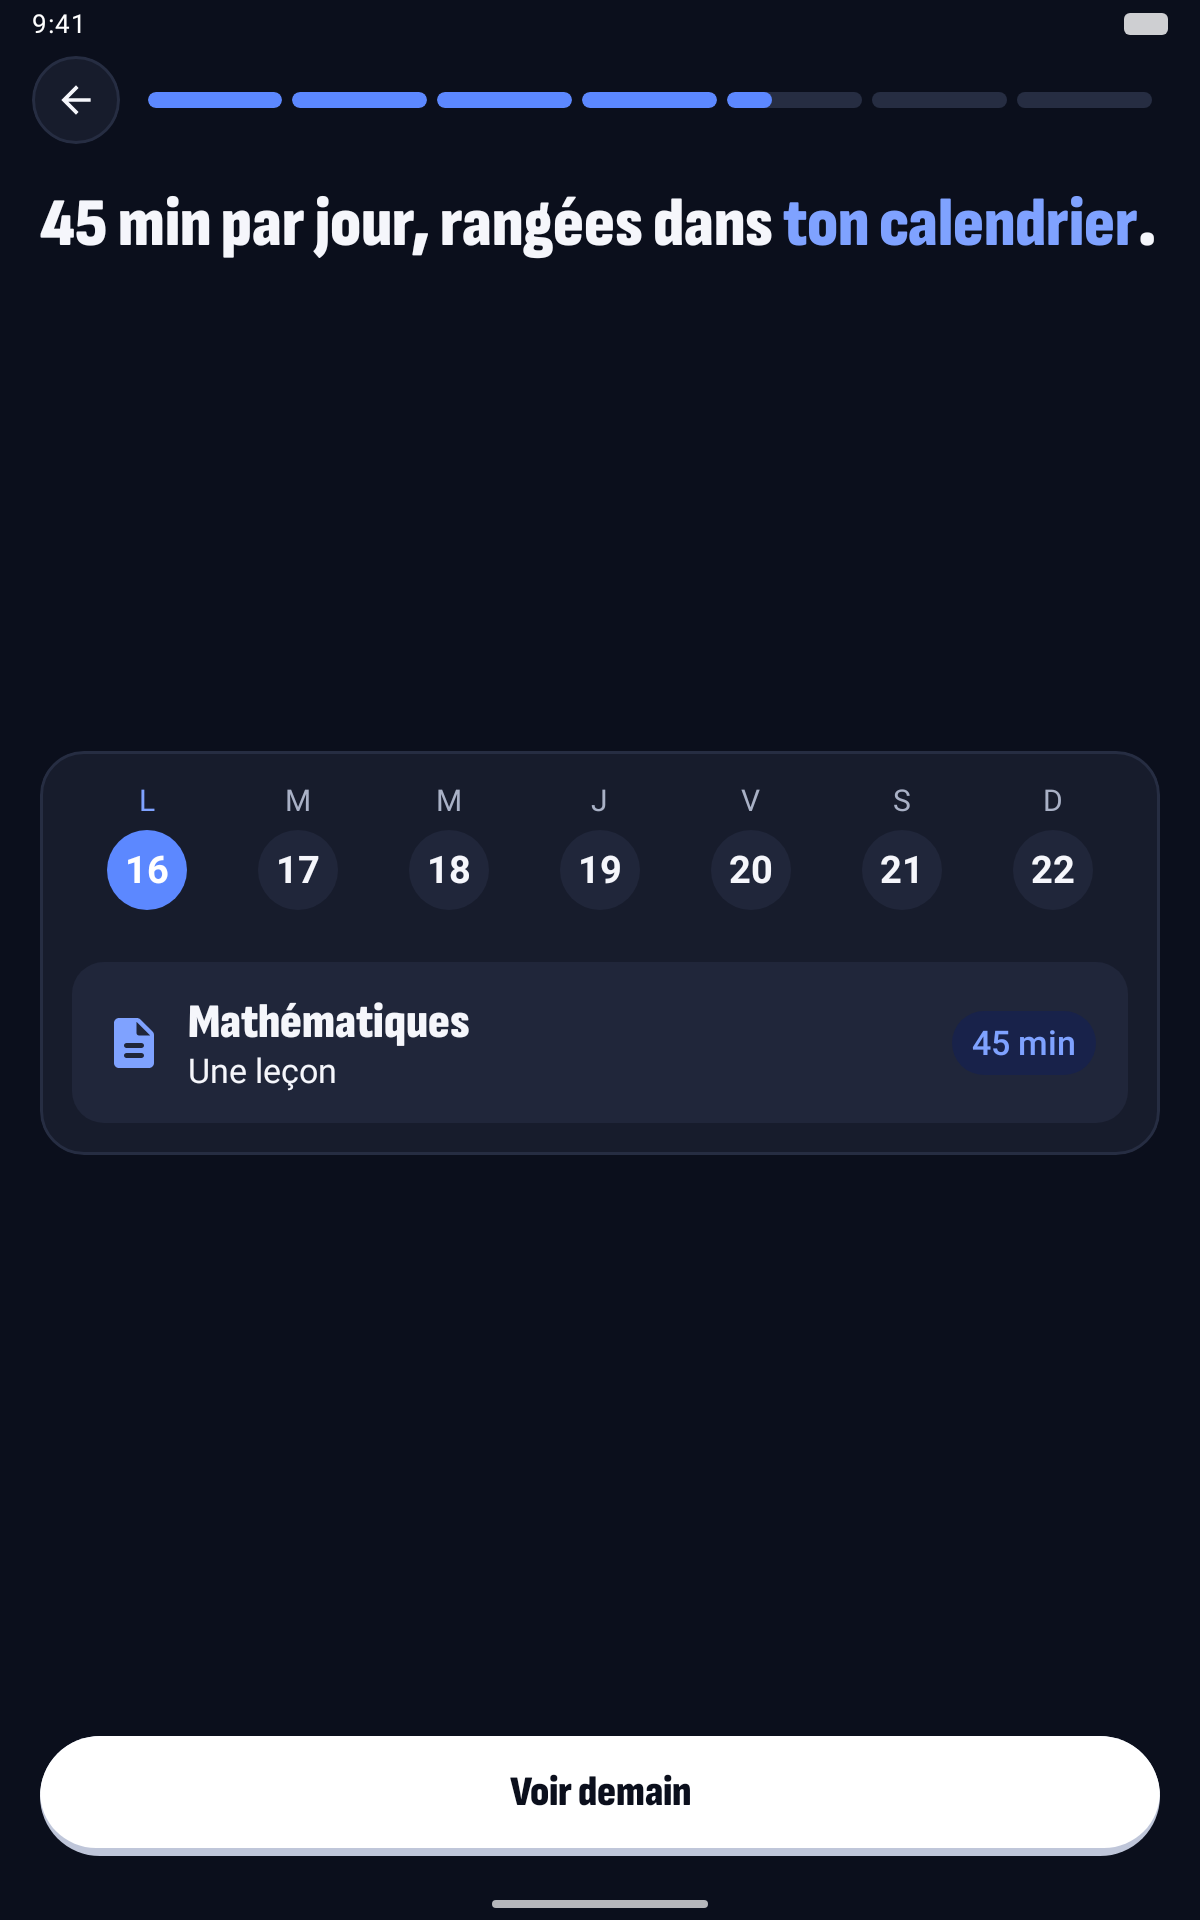 9:41
45 min par jour, rangées dans ton calendrier.
L M M J V S D
16 17 18 19 20 21 22
Mathématiques
Une leçon
45 min
Voir demain